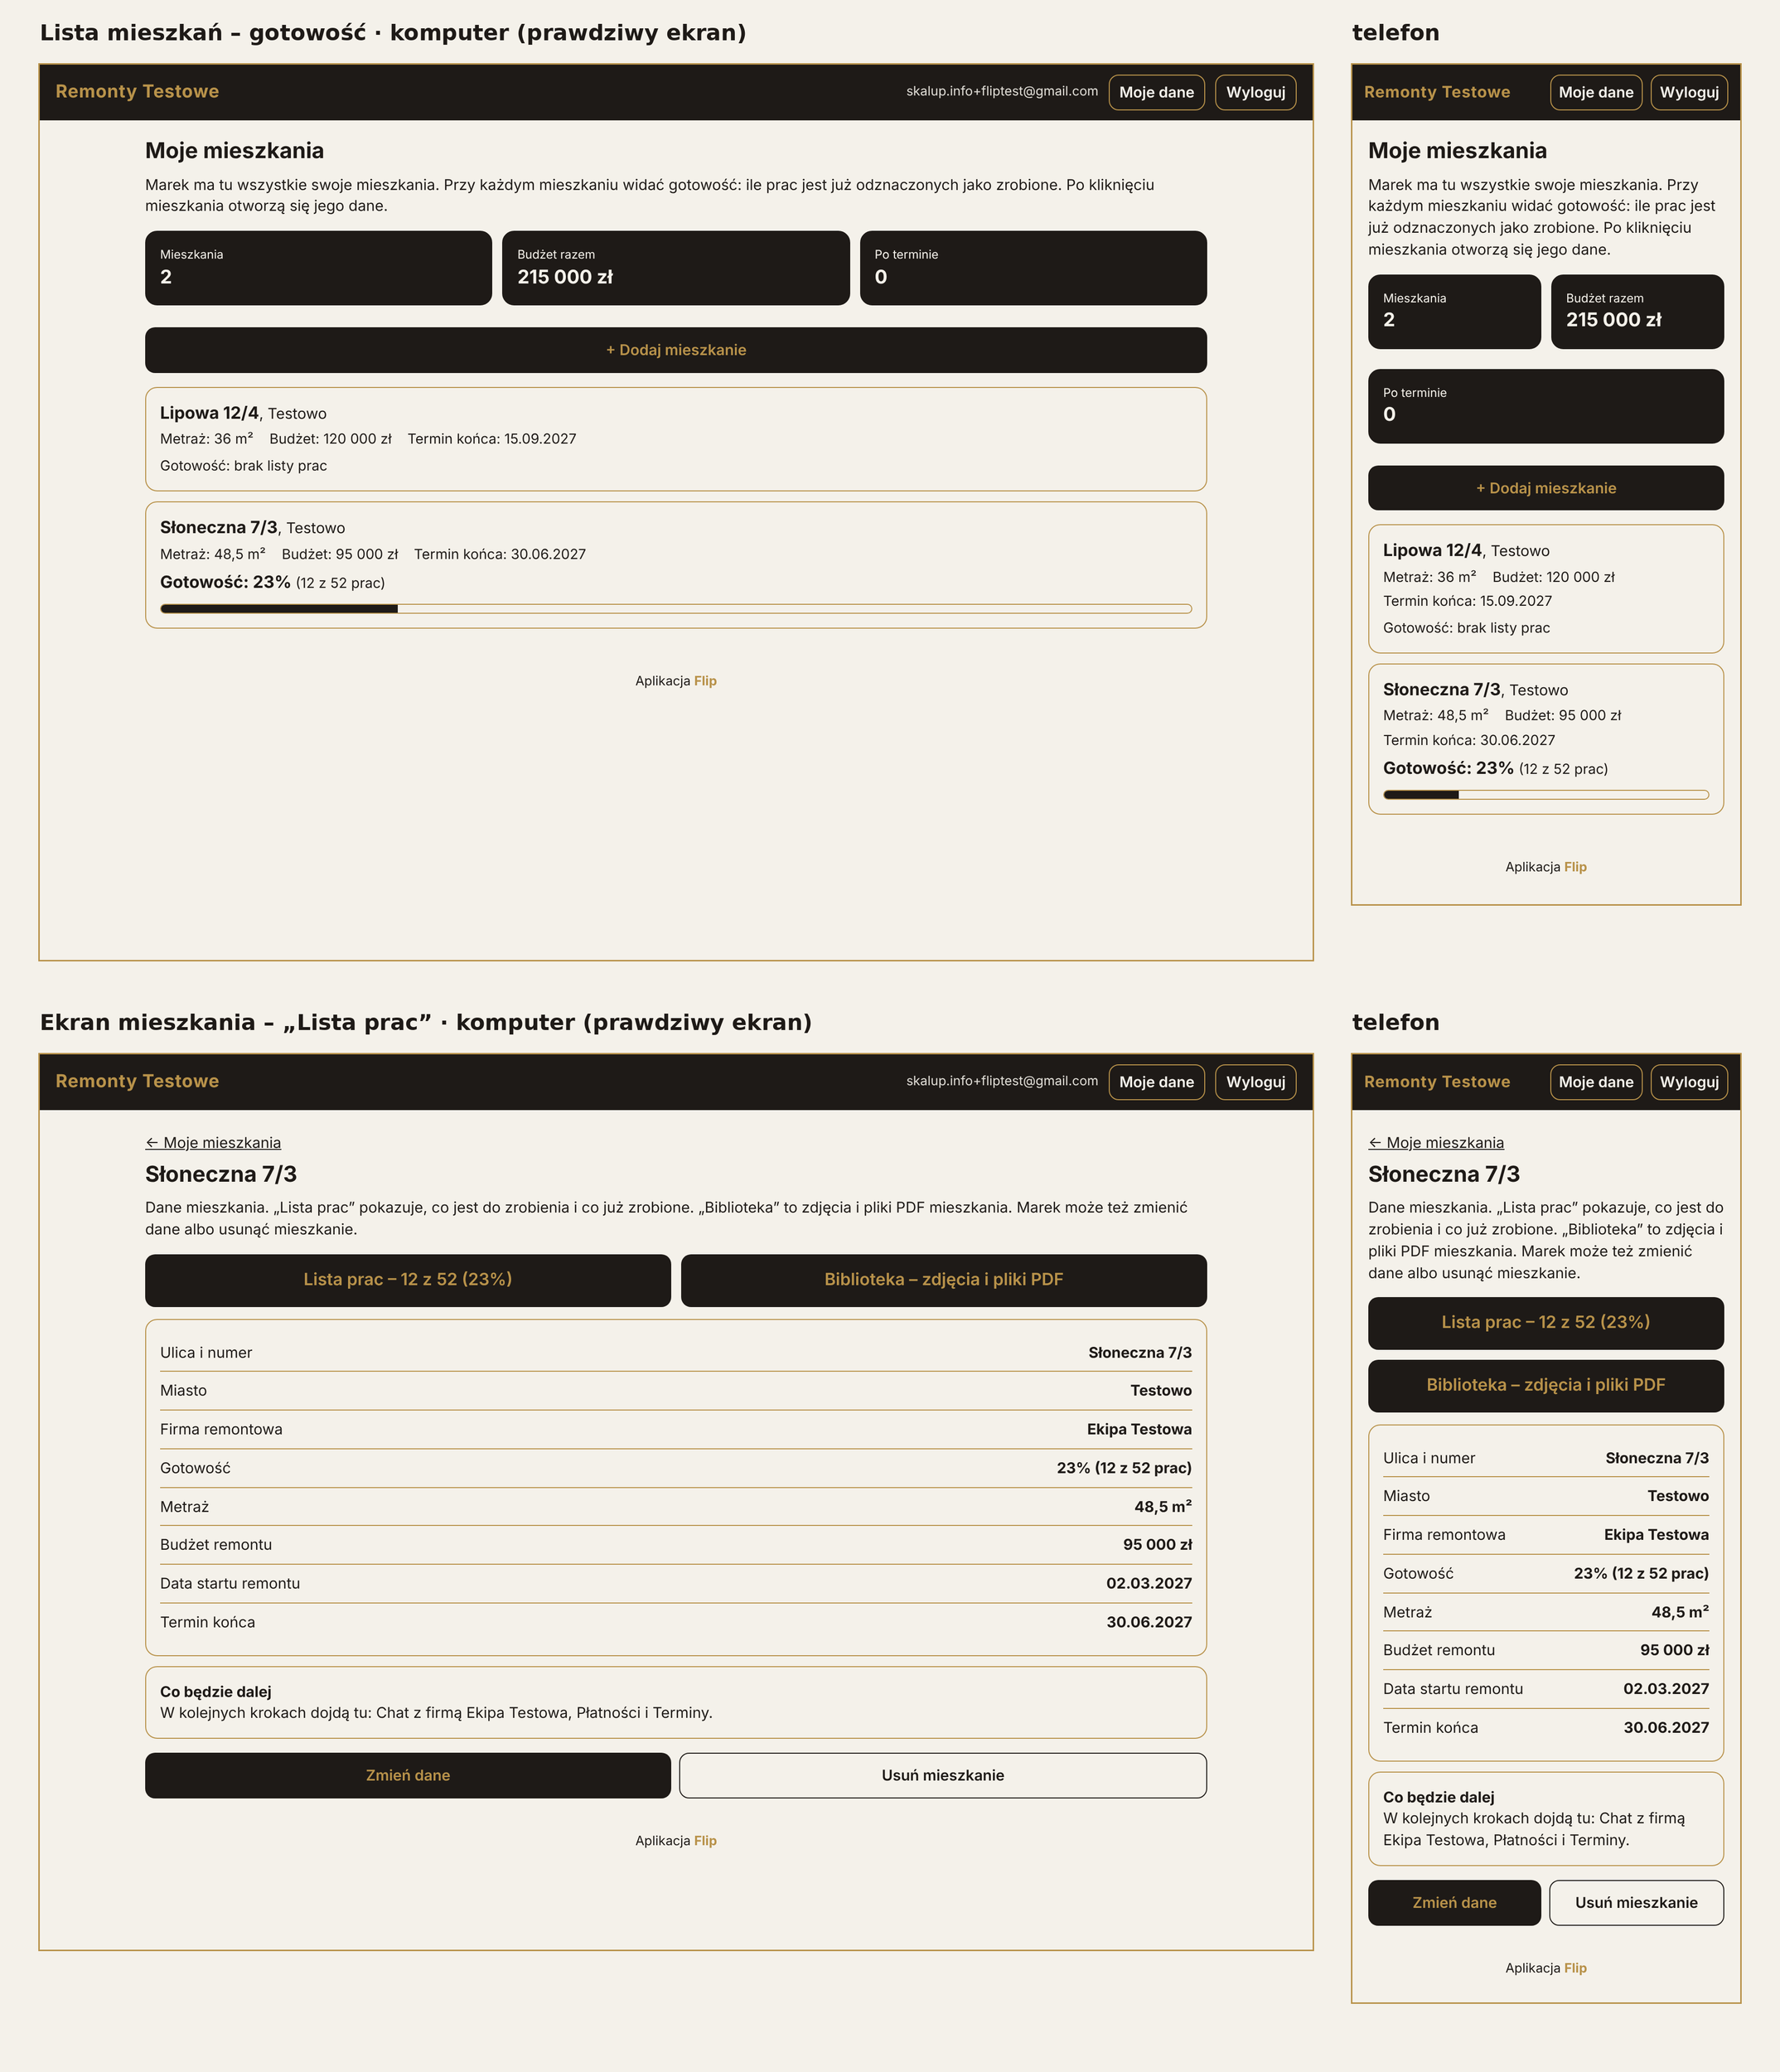 Lista mieszkań – gotowość · komputer (prawdziwy ekran)
Remonty Testowe
skalup.info+fliptest@gmail.com
Moje dane
Wyloguj
Moje mieszkania
Marek ma tu wszystkie swoje mieszkania. Przy każdym mieszkaniu widać gotowość: ile prac jest już odznaczonych jako zrobione. Po kliknięciu
mieszkania otworzą się jego dane.
Mieszkania
2
Budżet razem
215 000 zł
Po terminie
0
+ Dodaj mieszkanie
Lipowa 12/4, Testowo
Metraż: 36 m² Budżet: 120 000 zł Termin końca: 15.09.2027
Gotowość: brak listy prac
Słoneczna 7/3, Testowo
Metraż: 48,5 m² Budżet: 95 000 zł Termin końca: 30.06.2027
Gotowość: 23% (12 z 52 prac)
Aplikacja Flip
telefon
Remonty Testowe
Moje dane
Wyloguj
Moje mieszkania
Marek ma tu wszystkie swoje mieszkania. Przy
każdym mieszkaniu widać gotowość: ile prac jest
już odznaczonych jako zrobione. Po kliknięciu
mieszkania otworzą się jego dane.
Mieszkania
2
Budżet razem
215 000 zł
Po terminie
0
+ Dodaj mieszkanie
Lipowa 12/4, Testowo
Metraż: 36 m² Budżet: 120 000 zł
Termin końca: 15.09.2027
Gotowość: brak listy prac
Słoneczna 7/3, Testowo
Metraż: 48,5 m² Budżet: 95 000 zł
Termin końca: 30.06.2027
Gotowość: 23% (12 z 52 prac)
Aplikacja Flip
Ekran mieszkania – „Lista prac” · komputer (prawdziwy ekran)
Remonty Testowe
skalup.info+fliptest@gmail.com
Moje dane
Wyloguj
← Moje mieszkania
Słoneczna 7/3
Dane mieszkania. „Lista prac” pokazuje, co jest do zrobienia i co już zrobione. „Biblioteka” to zdjęcia i pliki PDF mieszkania. Marek może też zmienić
dane albo usunąć mieszkanie.
Lista prac – 12 z 52 (23%)
Biblioteka – zdjęcia i pliki PDF
Ulica i numer Słoneczna 7/3
Miasto Testowo
Firma remontowa Ekipa Testowa
Gotowość 23% (12 z 52 prac)
Metraż 48,5 m²
Budżet remontu 95 000 zł
Data startu remontu 02.03.2027
Termin końca 30.06.2027
Co będzie dalej
W kolejnych krokach dojdą tu: Chat z firmą Ekipa Testowa, Płatności i Terminy.
Zmień dane
Usuń mieszkanie
Aplikacja Flip
telefon
Remonty Testowe
Moje dane
Wyloguj
← Moje mieszkania
Słoneczna 7/3
Dane mieszkania. „Lista prac” pokazuje, co jest do
zrobienia i co już zrobione. „Biblioteka” to zdjęcia i
pliki PDF mieszkania. Marek może też zmienić
dane albo usunąć mieszkanie.
Lista prac – 12 z 52 (23%)
Biblioteka – zdjęcia i pliki PDF
Ulica i numer Słoneczna 7/3
Miasto Testowo
Firma remontowa Ekipa Testowa
Gotowość 23% (12 z 52 prac)
Metraż 48,5 m²
Budżet remontu 95 000 zł
Data startu remontu 02.03.2027
Termin końca 30.06.2027
Co będzie dalej
W kolejnych krokach dojdą tu: Chat z firmą
Ekipa Testowa, Płatności i Terminy.
Zmień dane
Usuń mieszkanie
Aplikacja Flip